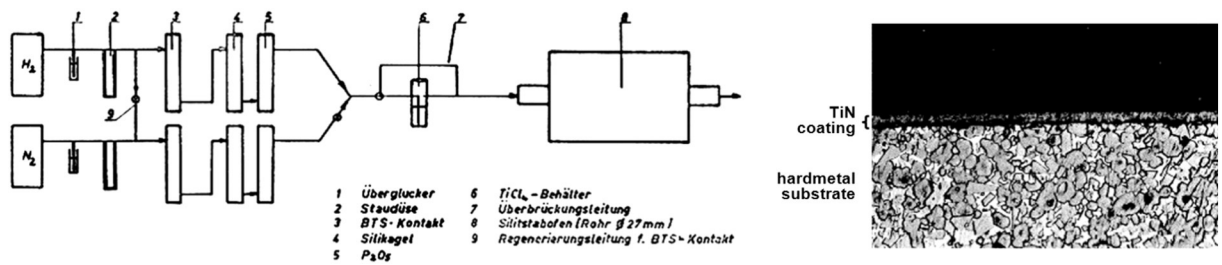 1 2 3 4 5 6 7 8
H₂
9
N₂
1 Überglucker
2 Staudüse
3 BTS-Kontakt
4 Silikagel
5 P₂O₅
6 TiCl₄-Behälter
7 Überbrückungsleitung
8 Silitstabofen (Rohr Ø 27mm)
9 Regenerierungsleitung f. BTS-Kontakt
TiN
coating
hardmetal
substrate